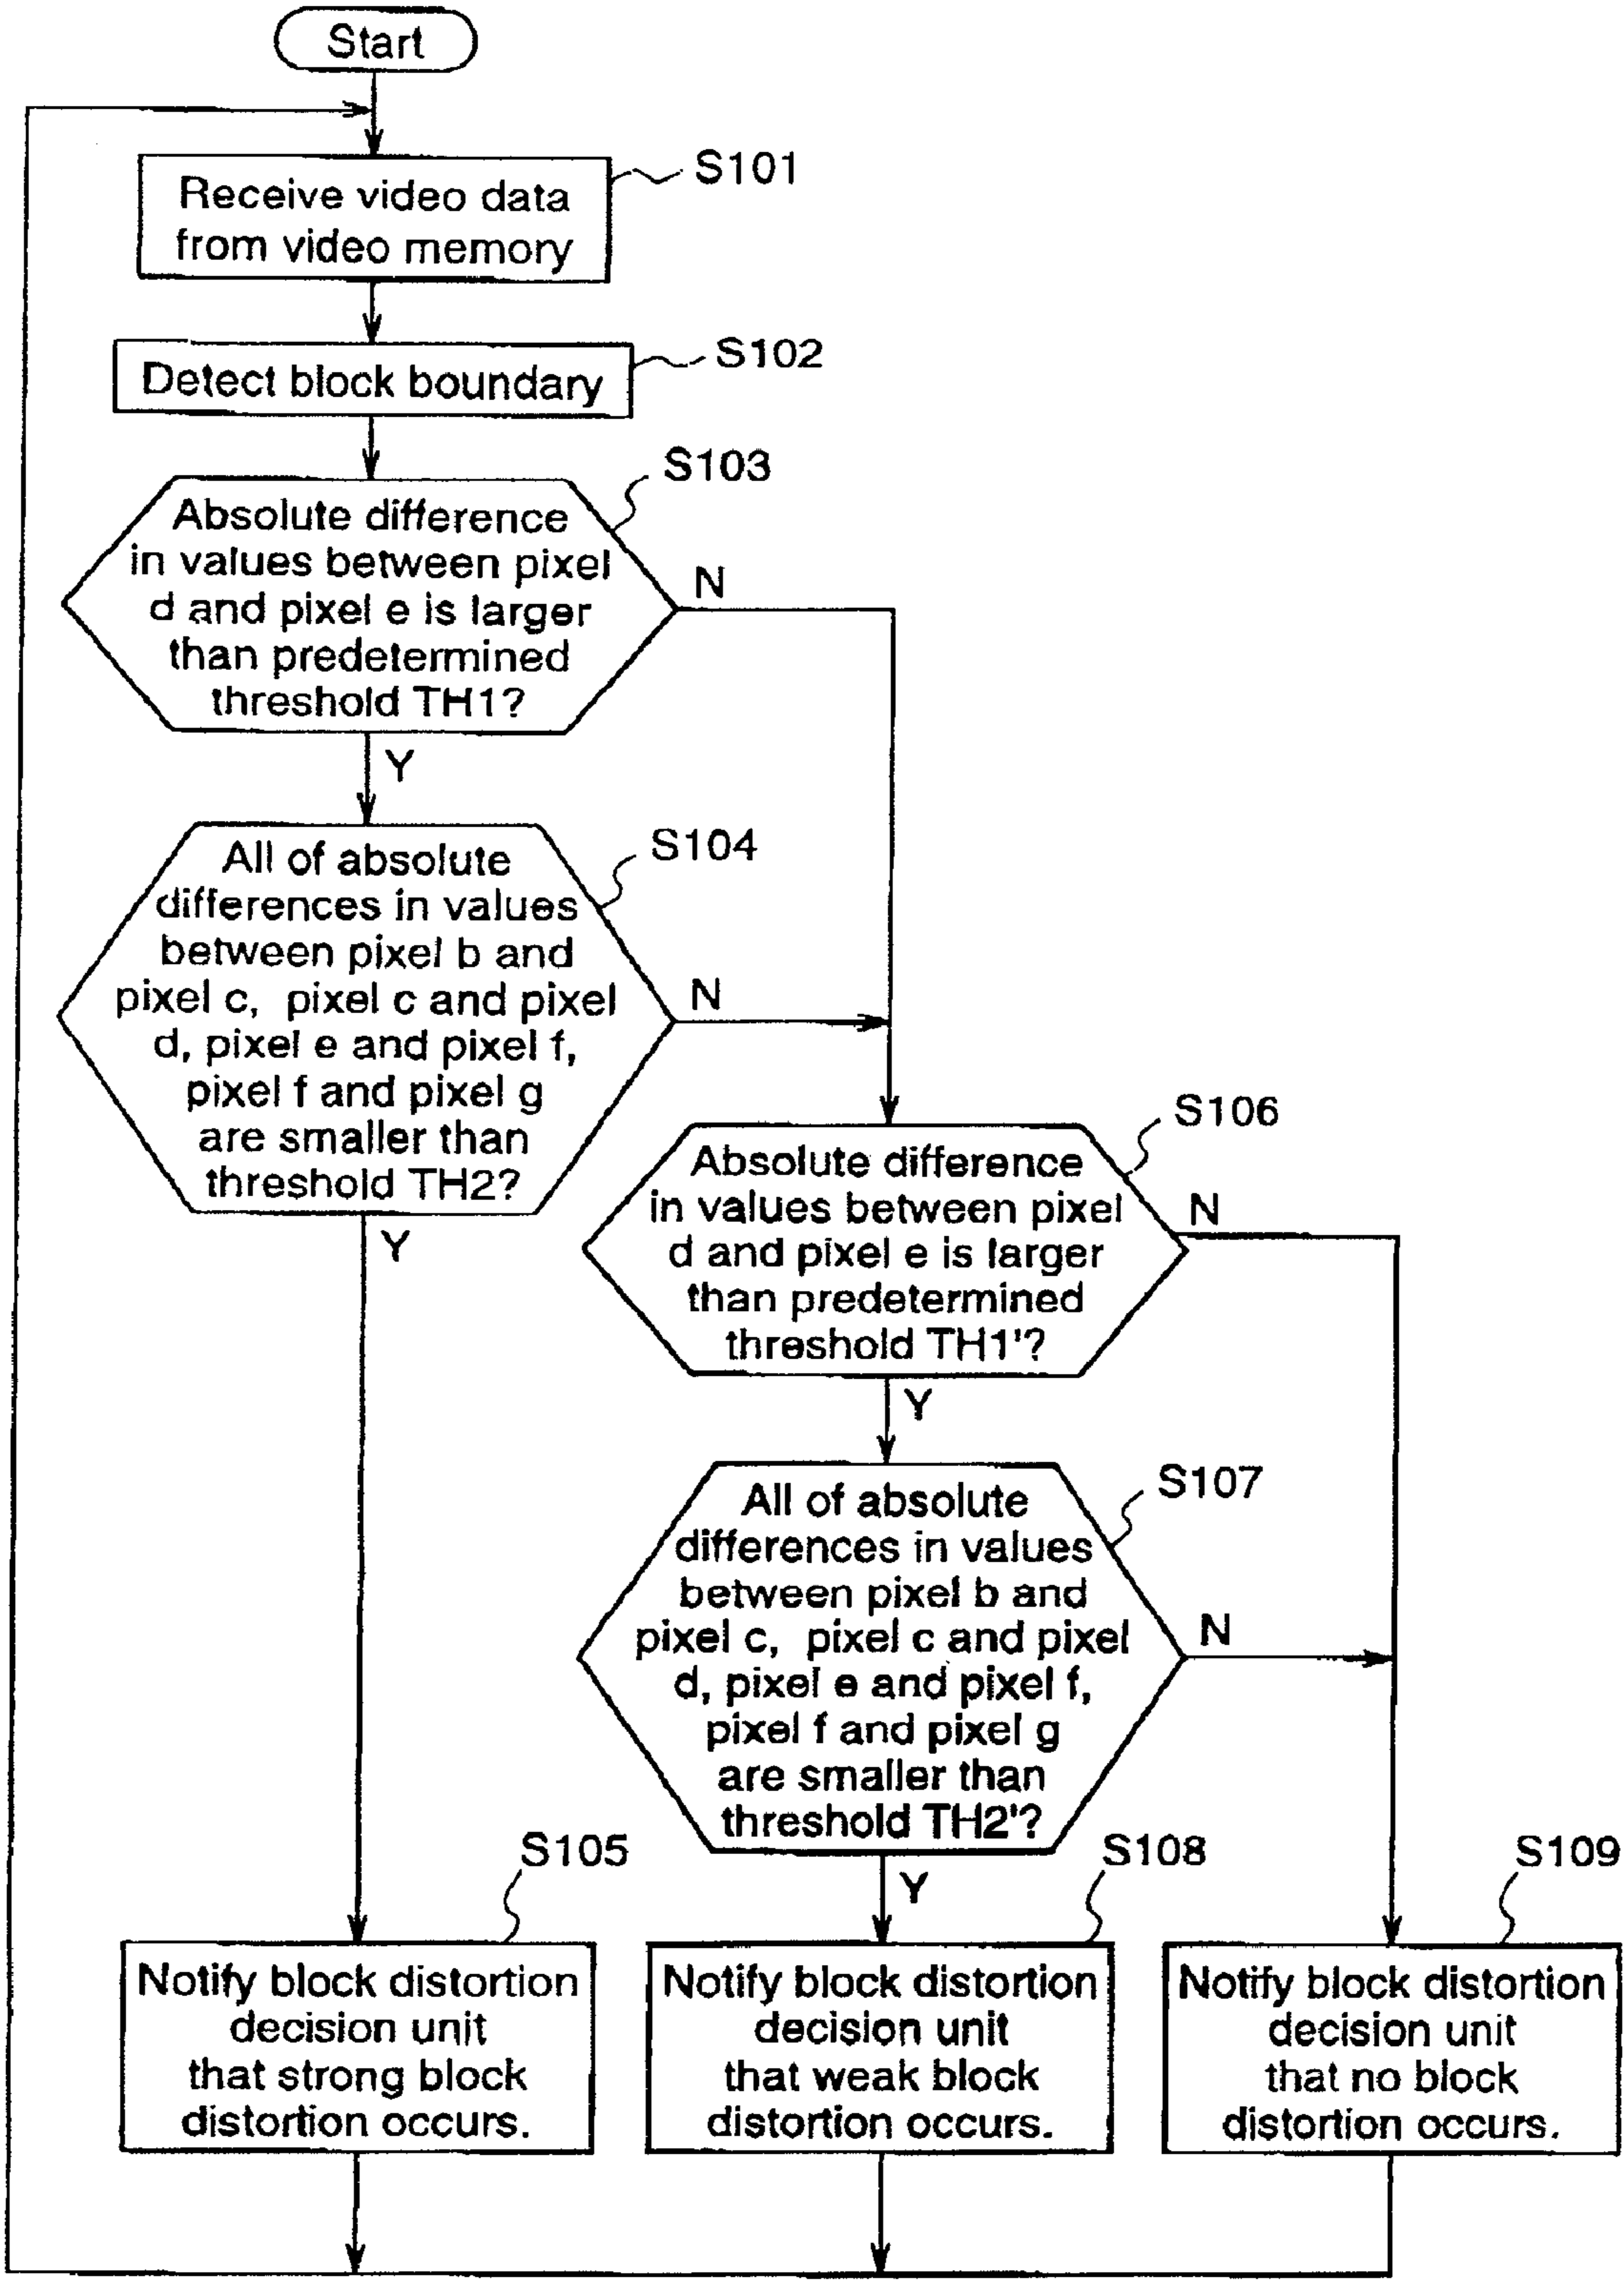 Start
S101
Receive video data
from video memory
S102
Detect block boundary
S103
Absolute difference
in values between pixel
d and pixel e is larger
than predetermined
threshold TH1?
N
Y
S104
All of absolute
differences in values
between pixel b and
pixel c, pixel c and pixel
d, pixel e and pixel f,
pixel f and pixel g
are smaller than
threshold TH2?
N
Y
S106
Absolute difference
in values between pixel
d and pixel e is larger
than predetermined
threshold TH1'?
N
Y
S107
All of absolute
differences in values
between pixel b and
pixel c, pixel c and pixel
d, pixel e and pixel f,
pixel f and pixel g
are smaller than
threshold TH2'?
N
Y
S105
Notify block distortion
decision unit
that strong block
distortion occurs.
S108
Notify block distortion
decision unit
that weak block
distortion occurs.
S109
Notify block distortion
decision unit
that no block
distortion occurs.